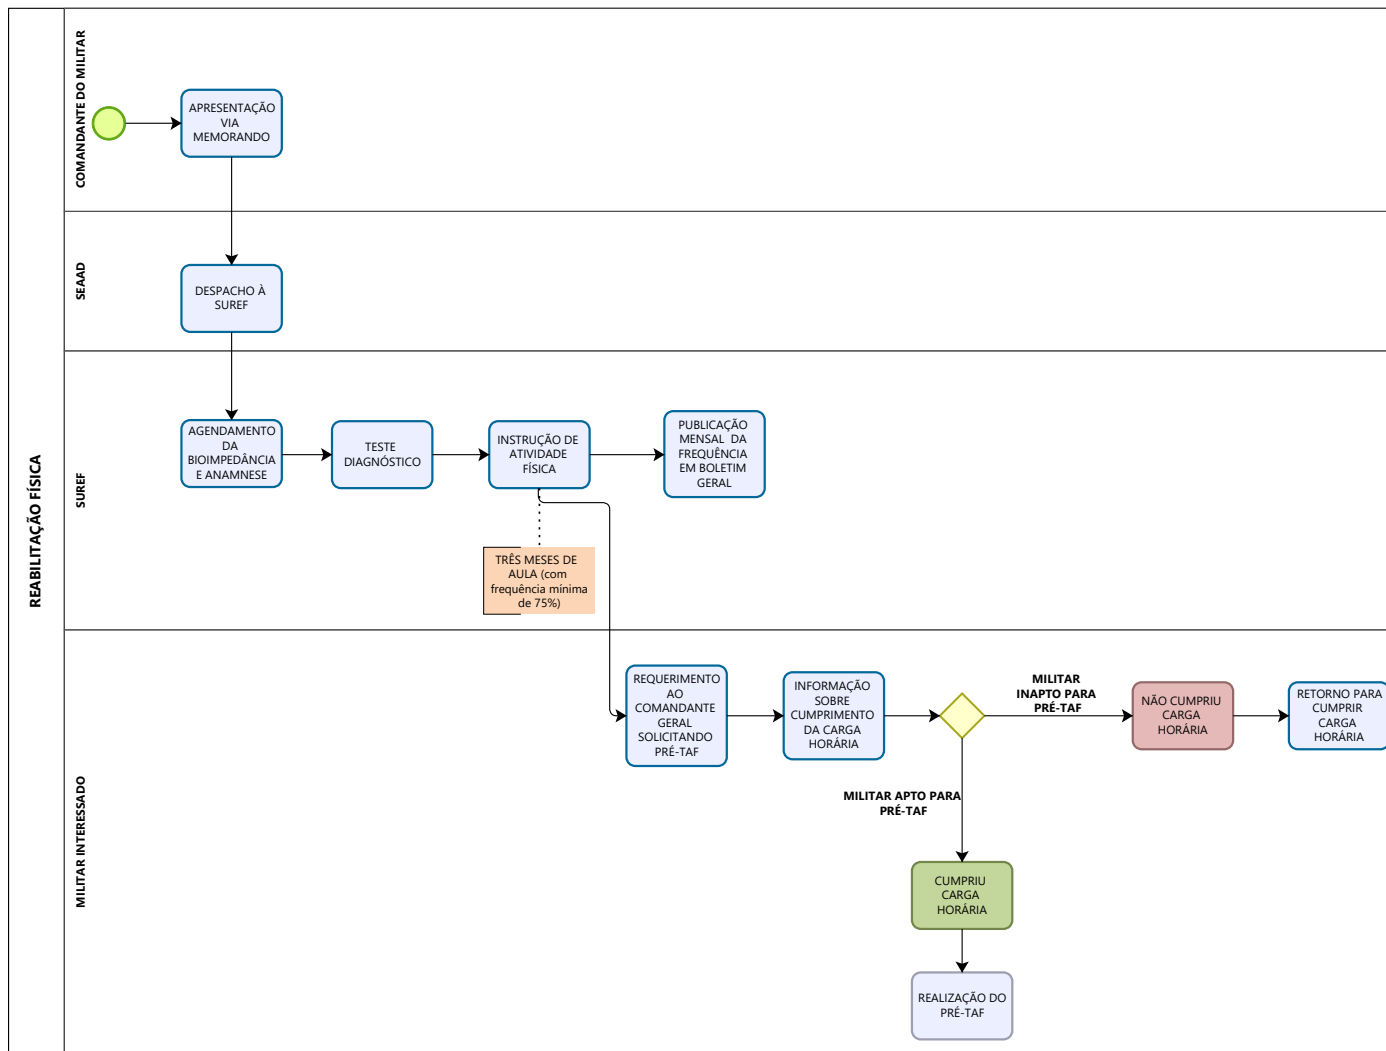 REABILITAÇÃO FÍSICA
COMANDANTE DO MILITAR
APRESENTAÇÃO
VIA
MEMORANDO
SEAAD
DESPACHO À
SUREF
SUREF
AGENDAMENTO
DA
BIOIMPEDÂNCIA
E ANAMNESE
TESTE
DIAGNÓSTICO
INSTRUÇÃO DE
ATIVIDADE
FÍSICA
PUBLICAÇÃO
MENSAL DA
FREQUÊNCIA
EM BOLETIM
GERAL
TRÊS MESES DE
AULA (com
frequência mínima
de 75%)
MILITAR INTERESSADO
REQUERIMENTO
AO
COMANDANTE
GERAL
SOLICITANDO
PRÉ-TAF
INFORMAÇÃO
SOBRE
CUMPRIMENTO
DA CARGA
HORÁRIA
MILITAR
INAPTO PARA
PRÉ-TAF
NÃO CUMPRIU
CARGA
HORÁRIA
RETORNO PARA
CUMPRIR
CARGA
HORÁRIA
MILITAR APTO PARA
PRÉ-TAF
CUMPRIU
CARGA
HORÁRIA
REALIZAÇÃO DO
PRÉ-TAF